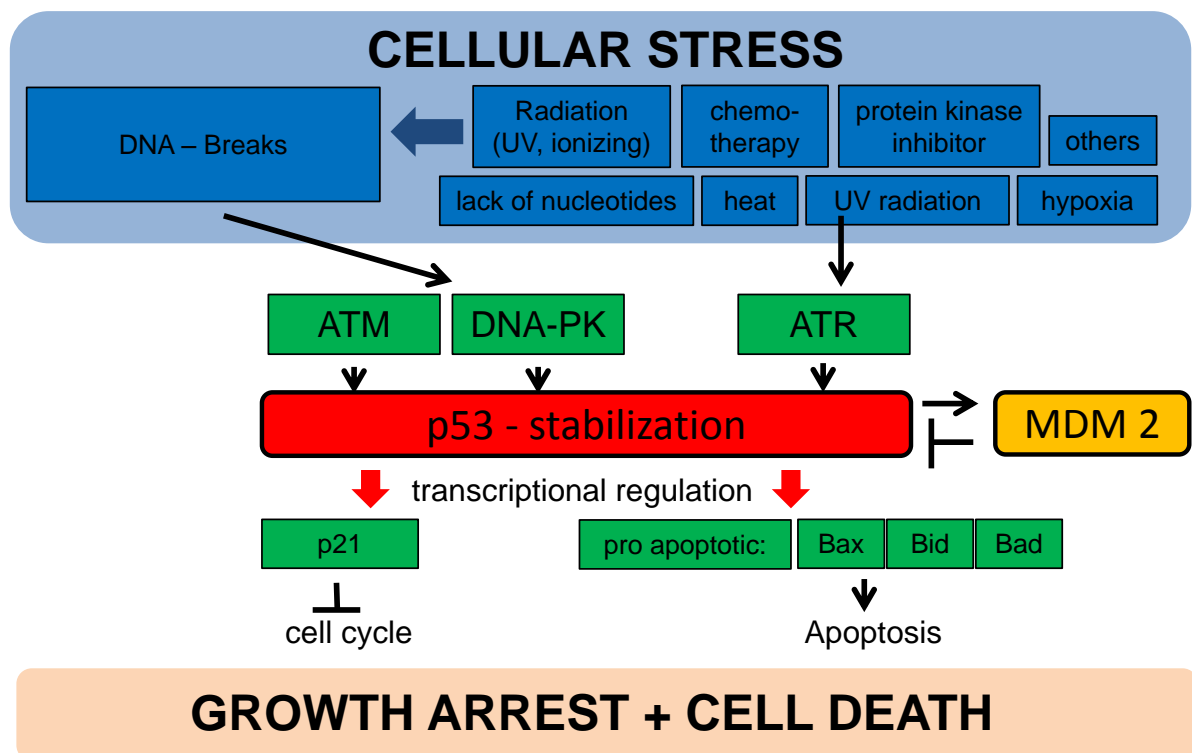 CELLULAR STRESS
DNA – Breaks
Radiation
(UV, ionizing)
chemo-
therapy
protein kinase
inhibitor
others
lack of nucleotides
heat
UV radiation
hypoxia
ATM
DNA-PK
ATR
p53 - stabilization
MDM 2
transcriptional regulation
p21
pro apoptotic:
Bax
Bid
Bad
cell cycle
Apoptosis
GROWTH ARREST + CELL DEATH